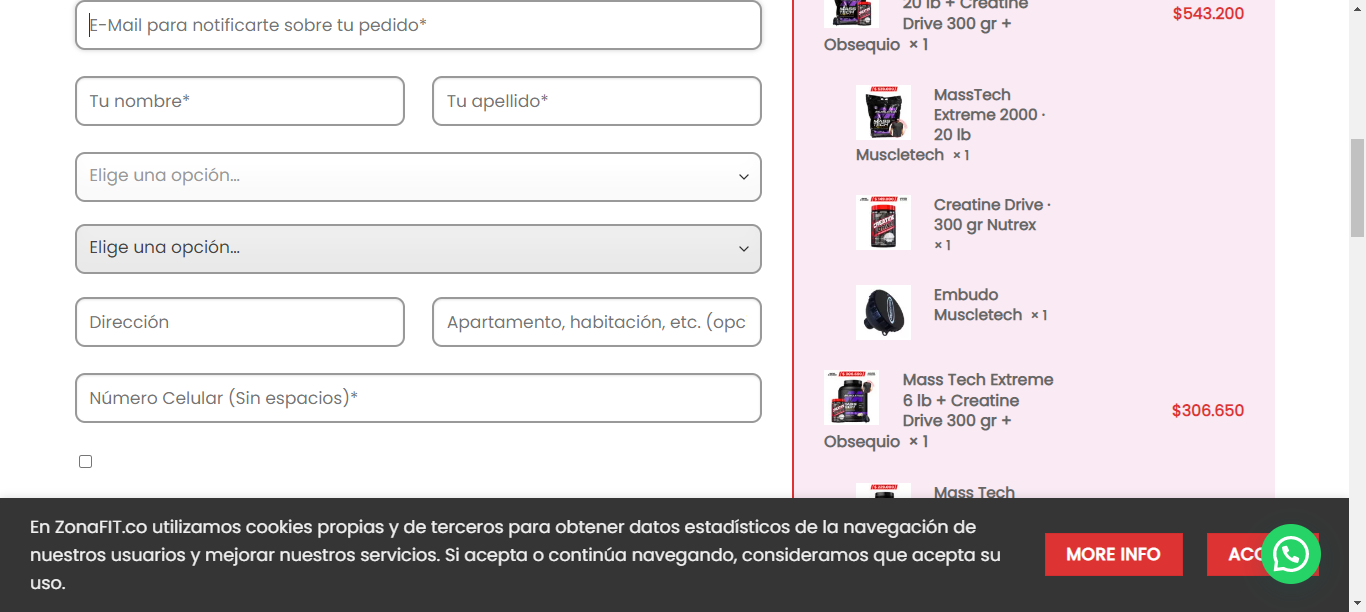 E-Mail para notificarte sobre tu pedido*
Tu nombre*
Tu apellido*
Elige una opción...
Elige una opción...
Dirección
Apartamento, habitación, etc. (opc
Número Celular (Sin espacios)*
20 lb + Creatine
Drive 300 gr +
Obsequio × 1
$543.200
MassTech
Extreme 2000 ·
20 lb
Muscletech × 1
Creatine Drive ·
300 gr Nutrex
× 1
Embudo
Muscletech × 1
Mass Tech Extreme
6 lb + Creatine
Drive 300 gr +
Obsequio × 1
$306.650
Mass Tech
En ZonaFIT.co utilizamos cookies propias y de terceros para obtener datos estadísticos de la navegación de
nuestros usuarios y mejorar nuestros servicios. Si acepta o continúa navegando, consideramos que acepta su
uso.
MORE INFO